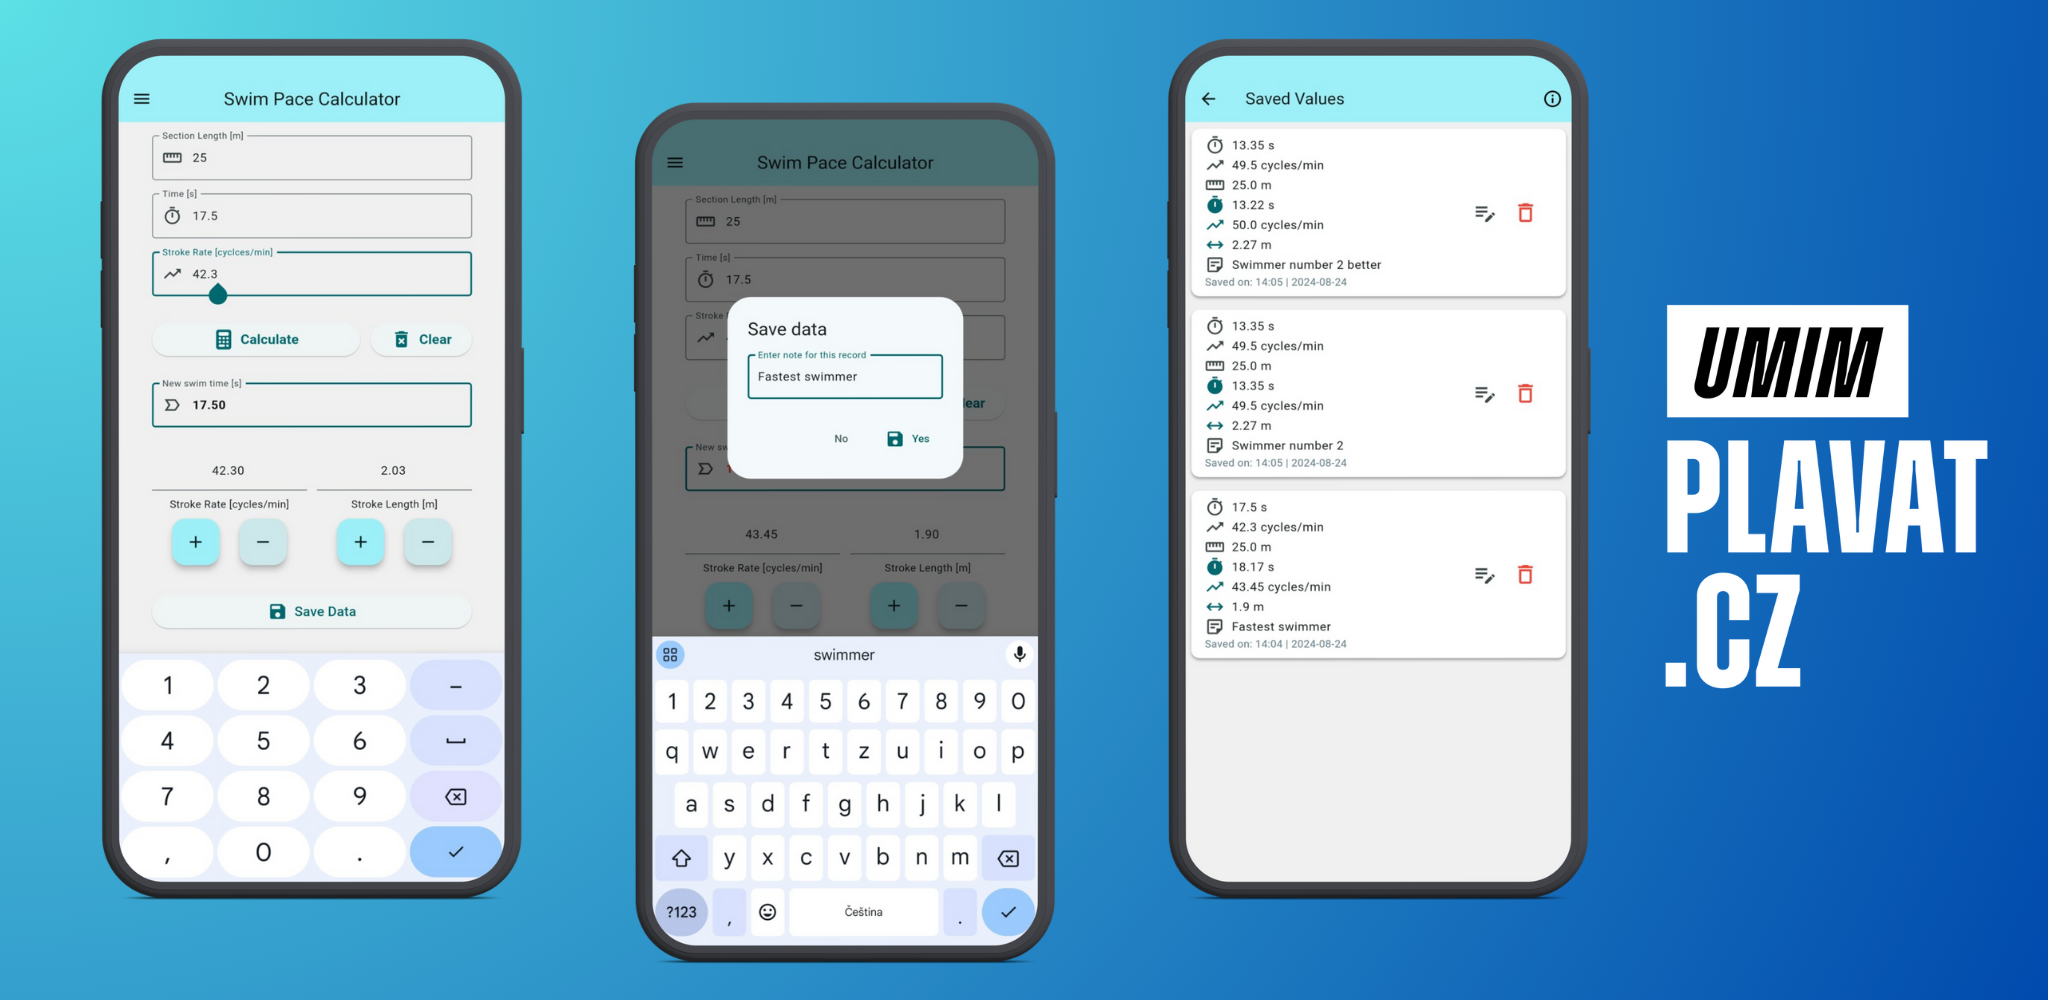 Swim Pace Calculator
Section Length [m]
25
Time [s]
17.5
Stroke Rate [cyclces/min]
42.3
Calculate
Clear
New swim time [s]
17.50
42.30
2.03
Stroke Rate [cycles/min]
Stroke Length [m]
+ − + −
Save Data
1 2 3 –
4 5 6
7 8 9
, 0 .
Swim Pace Calculator
Section Length [m]
25
Time [s]
17.5
Stroke
Save data
Enter note for this record
Fastest swimmer
No
Yes
lear
New sw
43.45
1.90
Stroke Rate [cycles/min]
Stroke Length [m]
+ − + −
swimmer
1 2 3 4 5 6 7 8 9 0
q w e r t z u i o p
a s d f g h j k l
y x c v b n m
?123 , Čeština .
Saved Values
13.35 s
49.5 cycles/min
25.0 m
13.22 s
50.0 cycles/min
2.27 m
Swimmer number 2 better
Saved on: 14:05 | 2024-08-24
13.35 s
49.5 cycles/min
25.0 m
13.35 s
49.5 cycles/min
2.27 m
Swimmer number 2
Saved on: 14:05 | 2024-08-24
17.5 s
42.3 cycles/min
25.0 m
18.17 s
43.45 cycles/min
1.9 m
Fastest swimmer
Saved on: 14:04 | 2024-08-24
UMIM
PLAVAT
.CZ